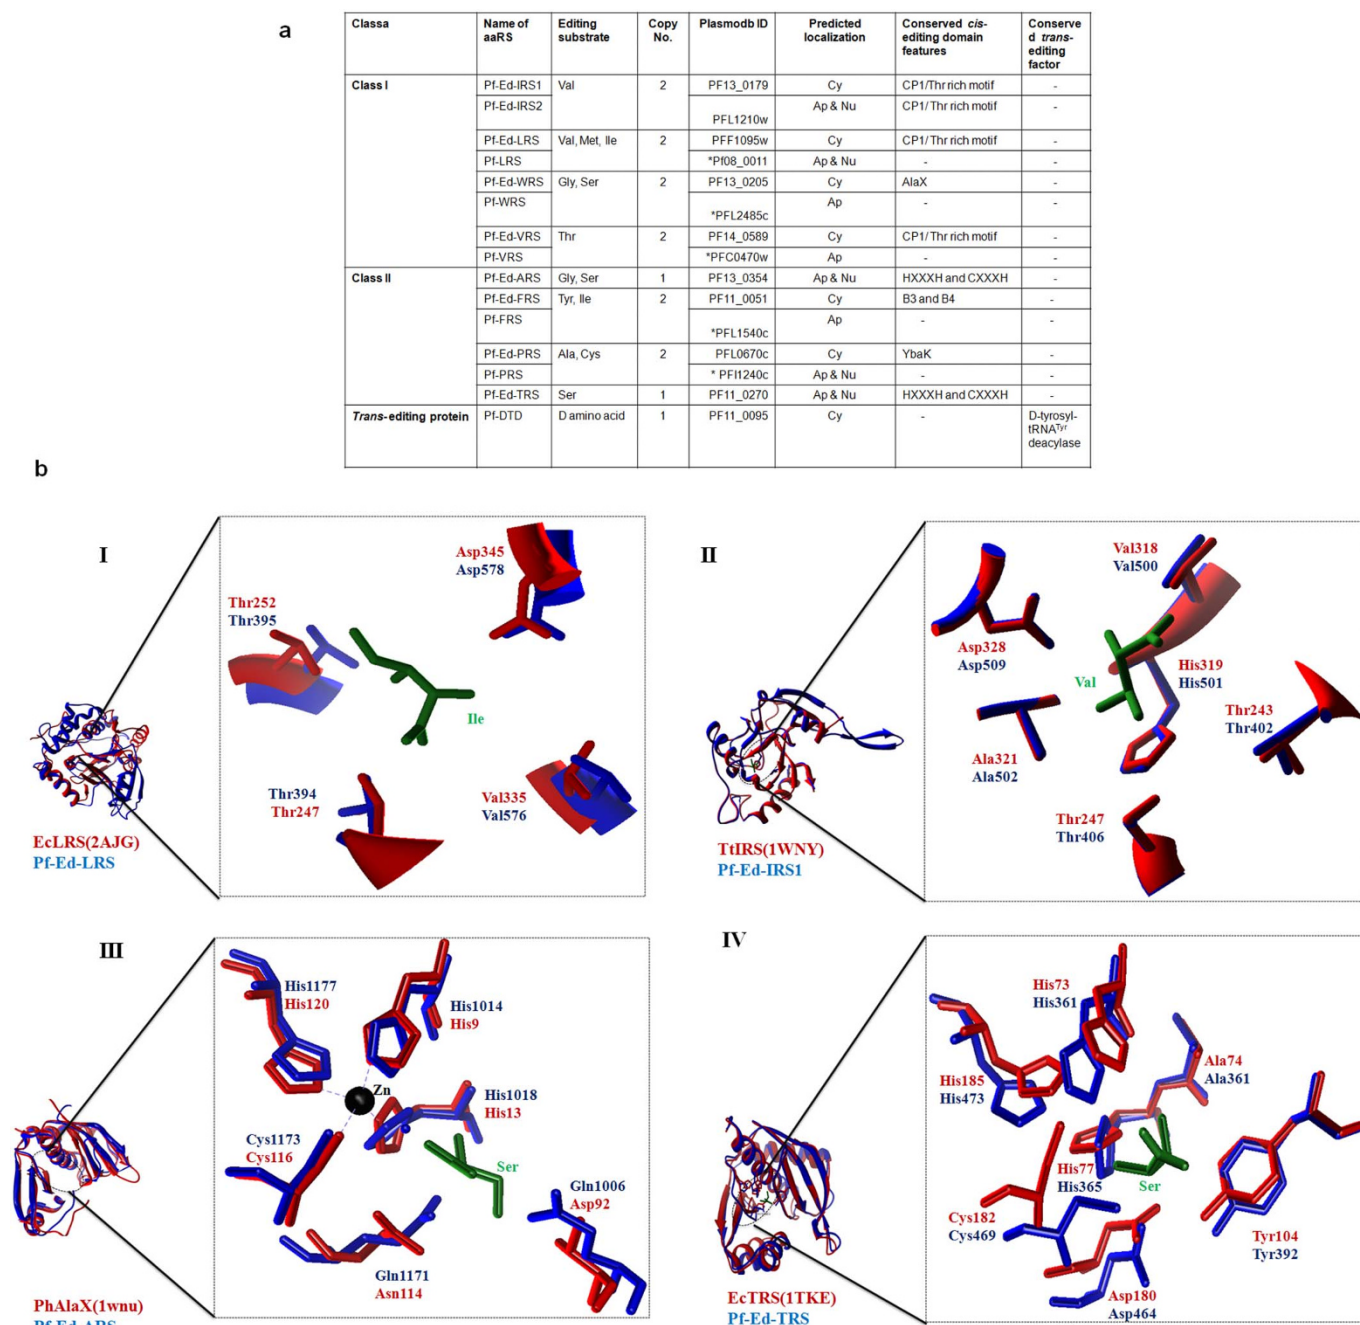 a
Classa	Name of aaRS	Editing substrate	Copy No.	Plasmodb ID	Predicted localization	Conserved cis-editing domain features	Conserve d trans-editing factor
Class I	Pf-Ed-IRS1	Val	2	PF13_0179	Cy	CP1/Thr rich motif	-
Pf-Ed-IRS2	PFL1210w	Ap & Nu	CP1/Thr rich motif	-
Pf-Ed-LRS	Val, Met, Ile	2	PFF1095w	Cy	CP1/Thr rich motif	-
Pf-LRS	*Pf08_0011	Ap & Nu	-	-
Pf-Ed-WRS	Gly, Ser	2	PF13_0205	Cy	AlaX	-
Pf-WRS	*PFL2485c	Ap	-	-
Pf-Ed-VRS	Thr	2	PF14_0589	Cy	CP1/Thr rich motif	-
Pf-VRS	*PFC0470w	Ap	-	-
Class II	Pf-Ed-ARS	Gly, Ser	1	PF13_0354	Ap & Nu	HXXXH and CXXXH	-
Pf-Ed-FRS	Tyr, Ile	2	PF11_0051	Cy	B3 and B4	-
Pf-FRS	*PFL1540c	Ap	-	-
Pf-Ed-PRS	Ala, Cys	2	PFL0670c	Cy	YbaK	-
Pf-PRS	* PFI1240c	Ap & Nu	-	-
Pf-Ed-TRS	Ser	1	PF11_0270	Ap & Nu	HXXXH and CXXXH	-
Trans-editing protein	Pf-DTD	D amino acid	1	PF11_0095	Cy	-	D-tyrosyl-tRNATyr deacylase
b
I
Asp345
Asp578
Thr252
Thr395
Ile
Thr394
Thr247
Val335
Val576
EcLRS(2AJG)
Pf-Ed-LRS
II
Val318
Val500
Asp328
Asp509
Val
His319
His501
Thr243
Thr402
Ala321
Ala502
Thr247
Thr406
TtIRS(1WNY)
Pf-Ed-IRS1
III
His1177
His120
His1014
His9
Zn
His1018
His13
Cys1173
Cys116
Ser
Gln1006
Asp92
Gln1171
Asn114
PhAlaX(1wnu)
Pf-Ed-ARS
IV
His73
His361
Ala74
Ala361
His185
His473
His77
His365
Ser
Cys182
Cys469
Tyr104
Tyr392
Asp180
Asp464
EcTRS(1TKE)
Pf-Ed-TRS